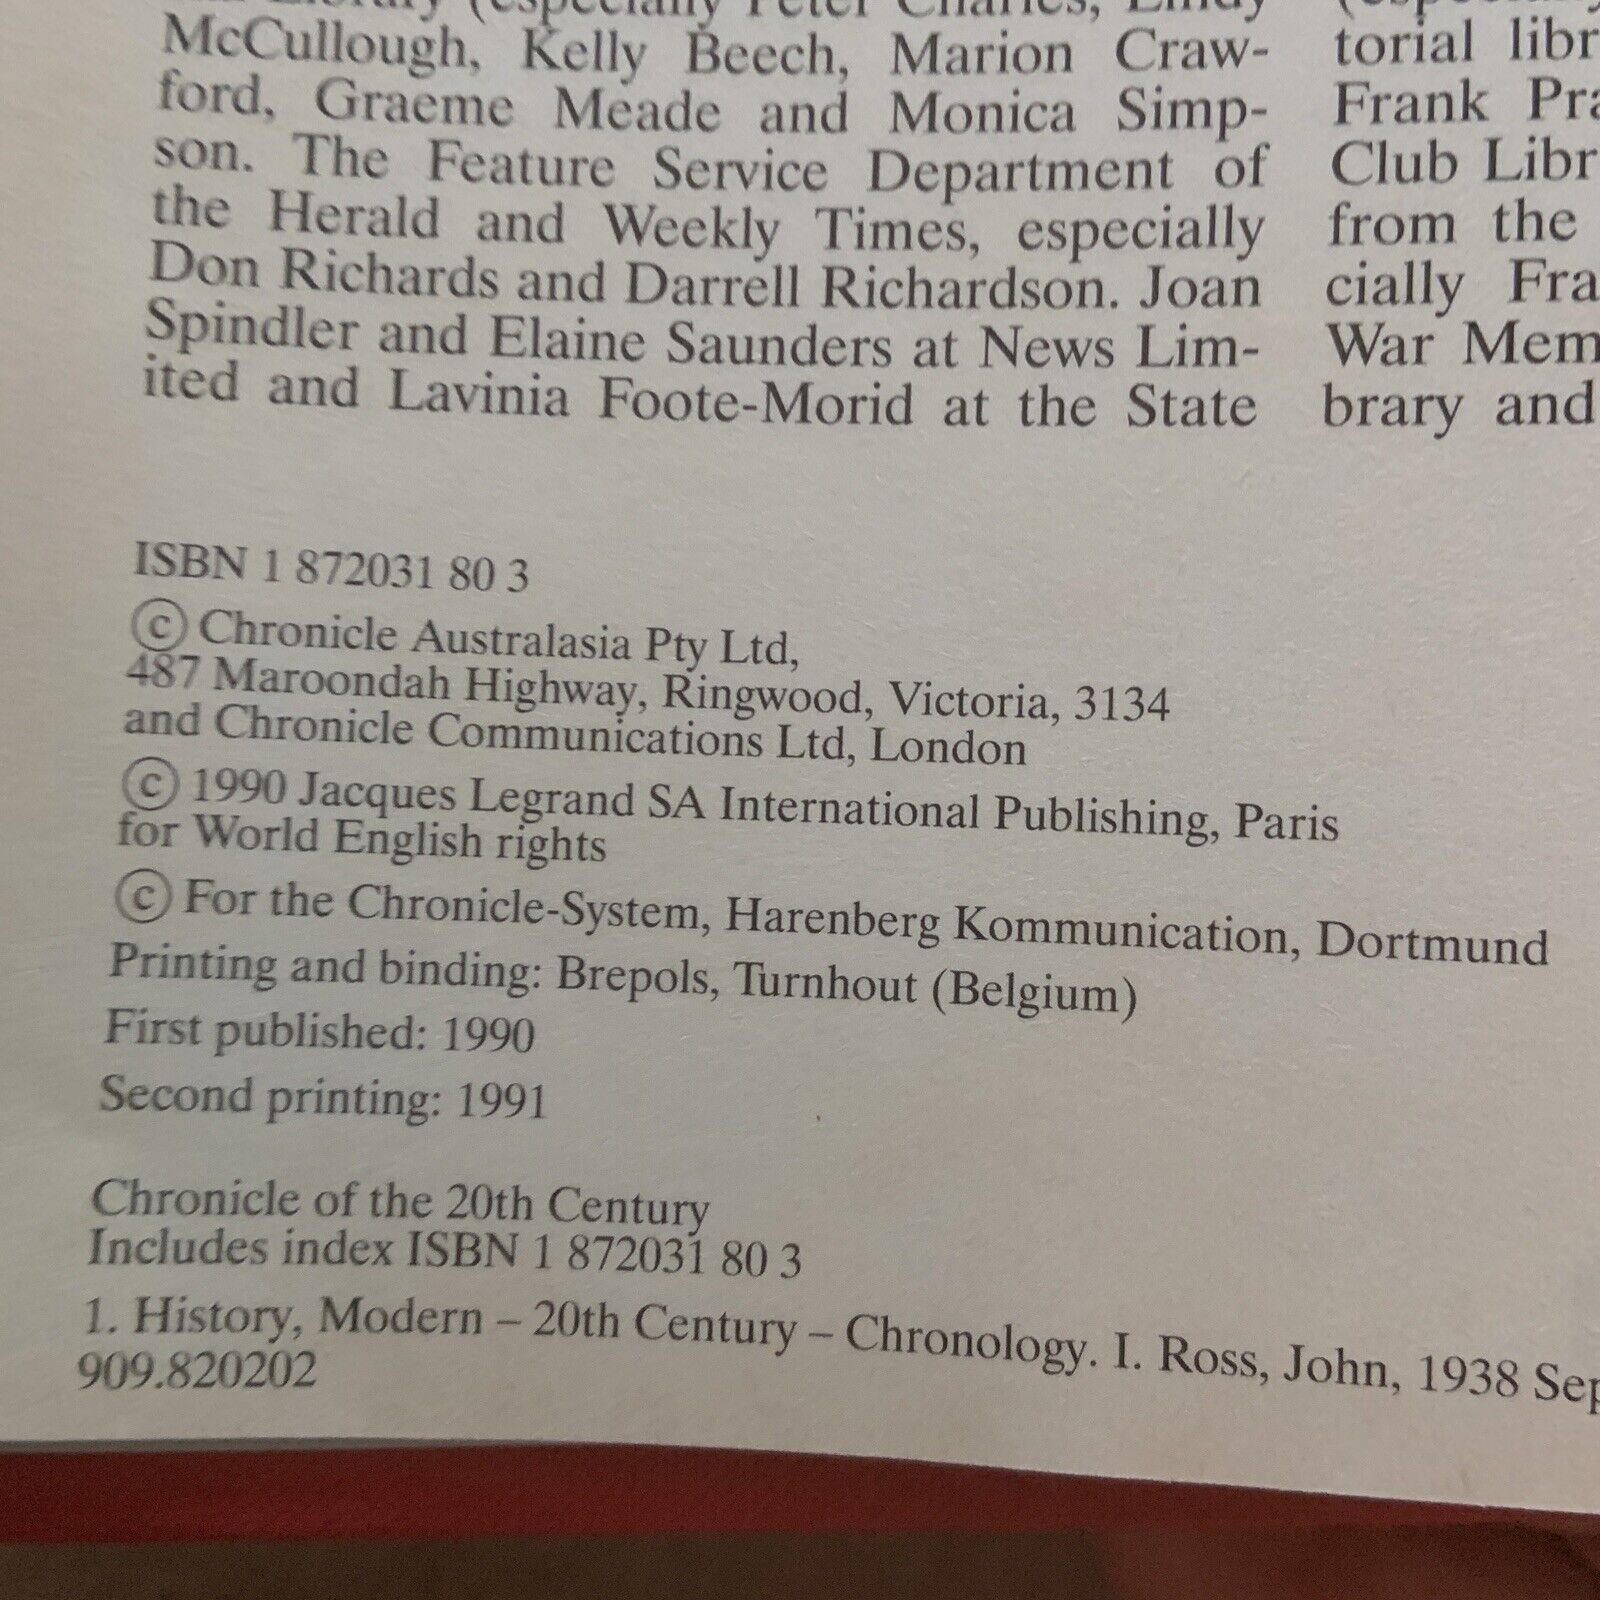 Library (especially Peter Charles, Lindy
McCullough, Kelly Beech, Marion Craw-
ford, Graeme Meade and Monica Simp-
son. The Feature Service Department of
the Herald and Weekly Times, especially
Don Richards and Darrell Richardson. Joan
Spindler and Elaine Saunders at News Lim-
ited and Lavinia Foote-Morid at the State
torial libr
Frank Pra
Club Libr
from the
cially Fra
War Mem
brary and
ISBN 1 872031 80 3
© Chronicle Australasia Pty Ltd,
487 Maroondah Highway, Ringwood, Victoria, 3134
and Chronicle Communications Ltd, London
© 1990 Jacques Legrand SA International Publishing, Paris
for World English rights
© For the Chronicle-System, Harenberg Kommunication, Dortmund
Printing and binding: Brepols, Turnhout (Belgium)
First published: 1990
Second printing: 1991
Chronicle of the 20th Century
Includes index ISBN 1 872031 80 3
1. History, Modern – 20th Century – Chronology. I. Ross, John, 1938 Sep
909.820202